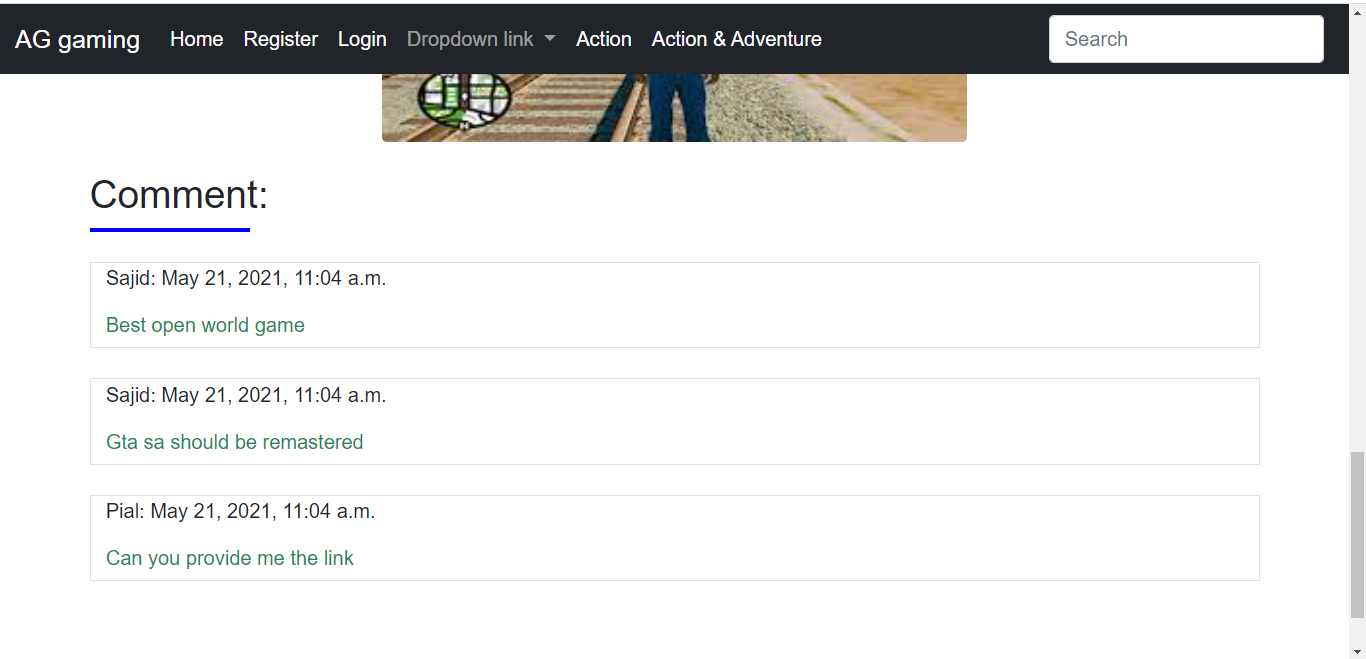 AG gaming Home Register Login Dropdown link Action Action & Adventure Search
Comment:
Sajid: May 21, 2021, 11:04 a.m.
Best open world game
Sajid: May 21, 2021, 11:04 a.m.
Gta sa should be remastered
Pial: May 21, 2021, 11:04 a.m.
Can you provide me the link